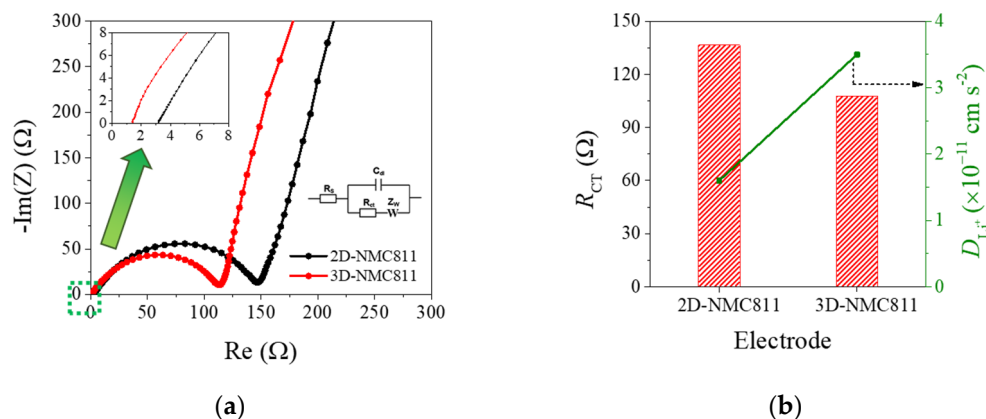 300
250
200
150
100
50
0
-Im(Z) (Ω)
8
6
4
2
0
0 2 4 6 8
Rs
Cdl
Rct
Zw
W
2D-NMC811
3D-NMC811
0 50 100 150 200 250 300
Re (Ω)
(a)
150
120
90
60
30
0
R_CT (Ω)
4
3
2
1
0
D_Li+ (×10⁻¹¹ cm s⁻²)
2D-NMC811 3D-NMC811
Electrode
(b)